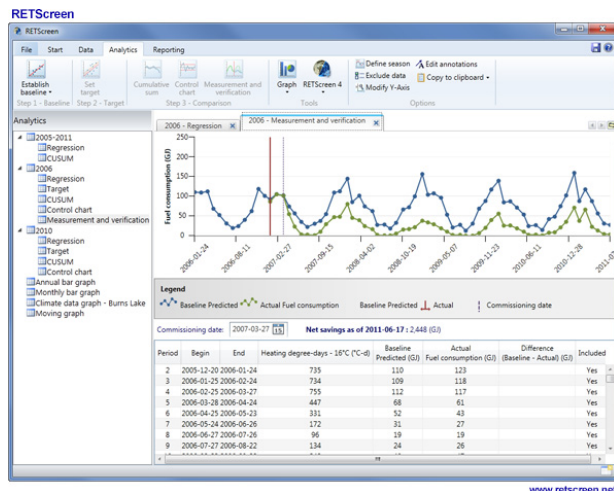 RETScreen
RETScreen
File Start Data Analytics Reporting
Establish baseline
Set target
Cumulative sum
Control chart
Measurement and verification
Graph
RETScreen 4
Define season
Exclude data
Modify Y-Axis
Edit annotations
Copy to clipboard
Step 1 - Baseline Step 2 - Target Step 3 - Comparison Tools Options
Analytics
2005-2011
Regression
CUSUM
2006
Regression
Target
CUSUM
Control chart
Measurement and verification
2010
Regression
Target
CUSUM
Control chart
Annual bar graph
Monthly bar graph
Climate data graph - Burns Lake
Moving graph
2006 - Regression
2006 - Measurement and verification
Fuel consumption (GJ)
250
200
150
100
50
0
2006-01-24 2006-08-11 2007-02-27 2007-09-15 2008-04-02 2008-10-19 2009-05-07 2009-11-23 2010-06-11 2010-12-28
Legend
Baseline Predicted Actual Fuel consumption Baseline Predicted Actual Commissioning date
Commissioning date: 2007-03-27 15 Net savings as of 2011-06-17 : 2,448 (GJ)
Period Begin End Heating degree-days - 16°C (°C-d) Baseline Predicted (GJ) Actual Fuel consumption (GJ) Difference (Baseline - Actual) (GJ) Included
2 2005-12-20 2006-01-24 735 110 123 Yes
3 2006-01-25 2006-02-24 734 109 118 Yes
4 2006-02-25 2006-03-27 755 112 117 Yes
5 2006-03-28 2006-04-24 447 68 61 Yes
6 2006-04-25 2006-05-23 331 52 43 Yes
7 2006-05-24 2006-06-26 172 31 27 Yes
8 2006-06-27 2006-07-26 96 19 19 Yes
9 2006-07-27 2006-08-22 134 24 26 Yes
www.retscreen.net